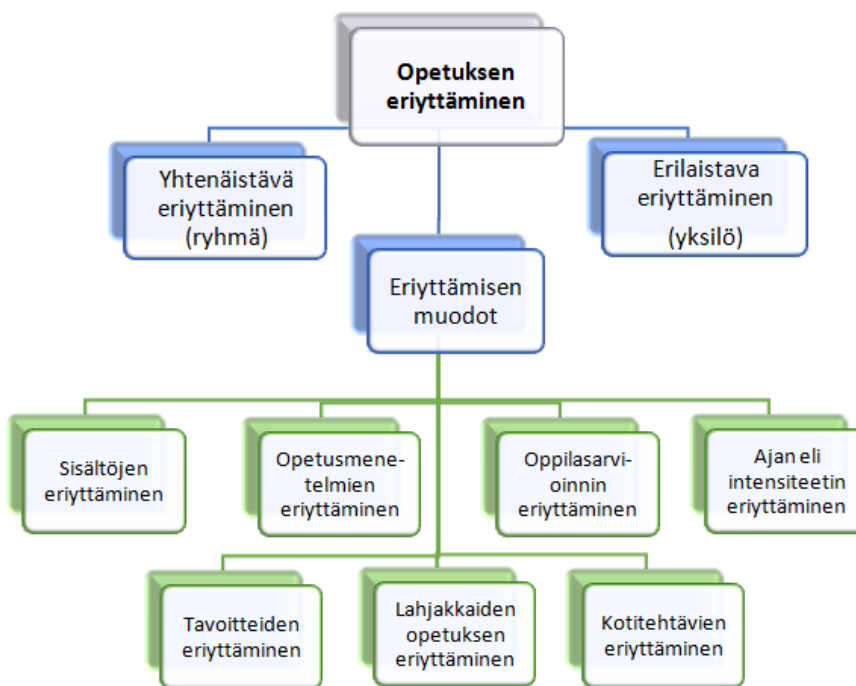 Opetuksen
eriyttäminen
Yhtenäistävä
eriyttäminen
(ryhmä)
Erilaistava
eriyttäminen
(yksilö)
Eriyttämisen
muodot
Sisältöjen
eriyttäminen
Opetusmene-
telmien
eriyttäminen
Oppilasarvi-
oinnin
eriyttäminen
Ajan eli
intensiteetin
eriyttäminen
Tavoitteiden
eriyttäminen
Lahjakkaiden
opetuksen
eriyttäminen
Kotitehtävien
eriyttäminen